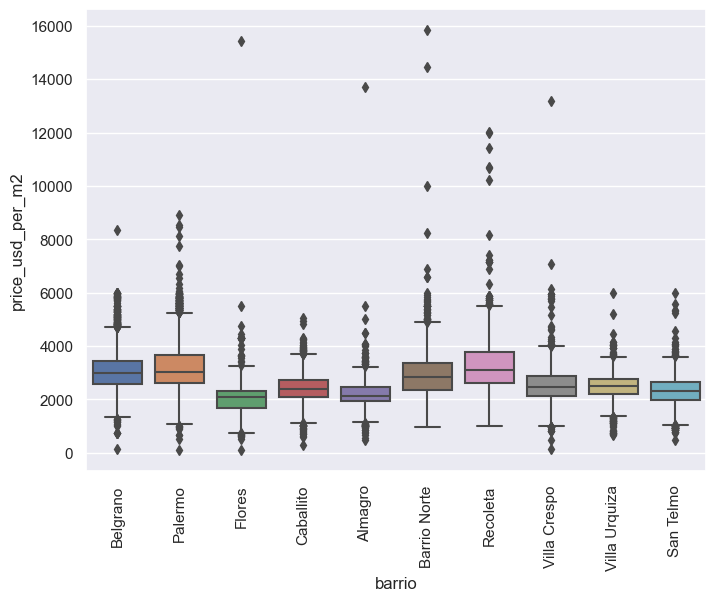 price_usd_per_m2
16000
14000
12000
10000
8000
6000
4000
2000
0
Belgrano
Palermo
Flores
Caballito
Almagro
Barrio Norte
Recoleta
Villa Crespo
Villa Urquiza
San Telmo
barrio